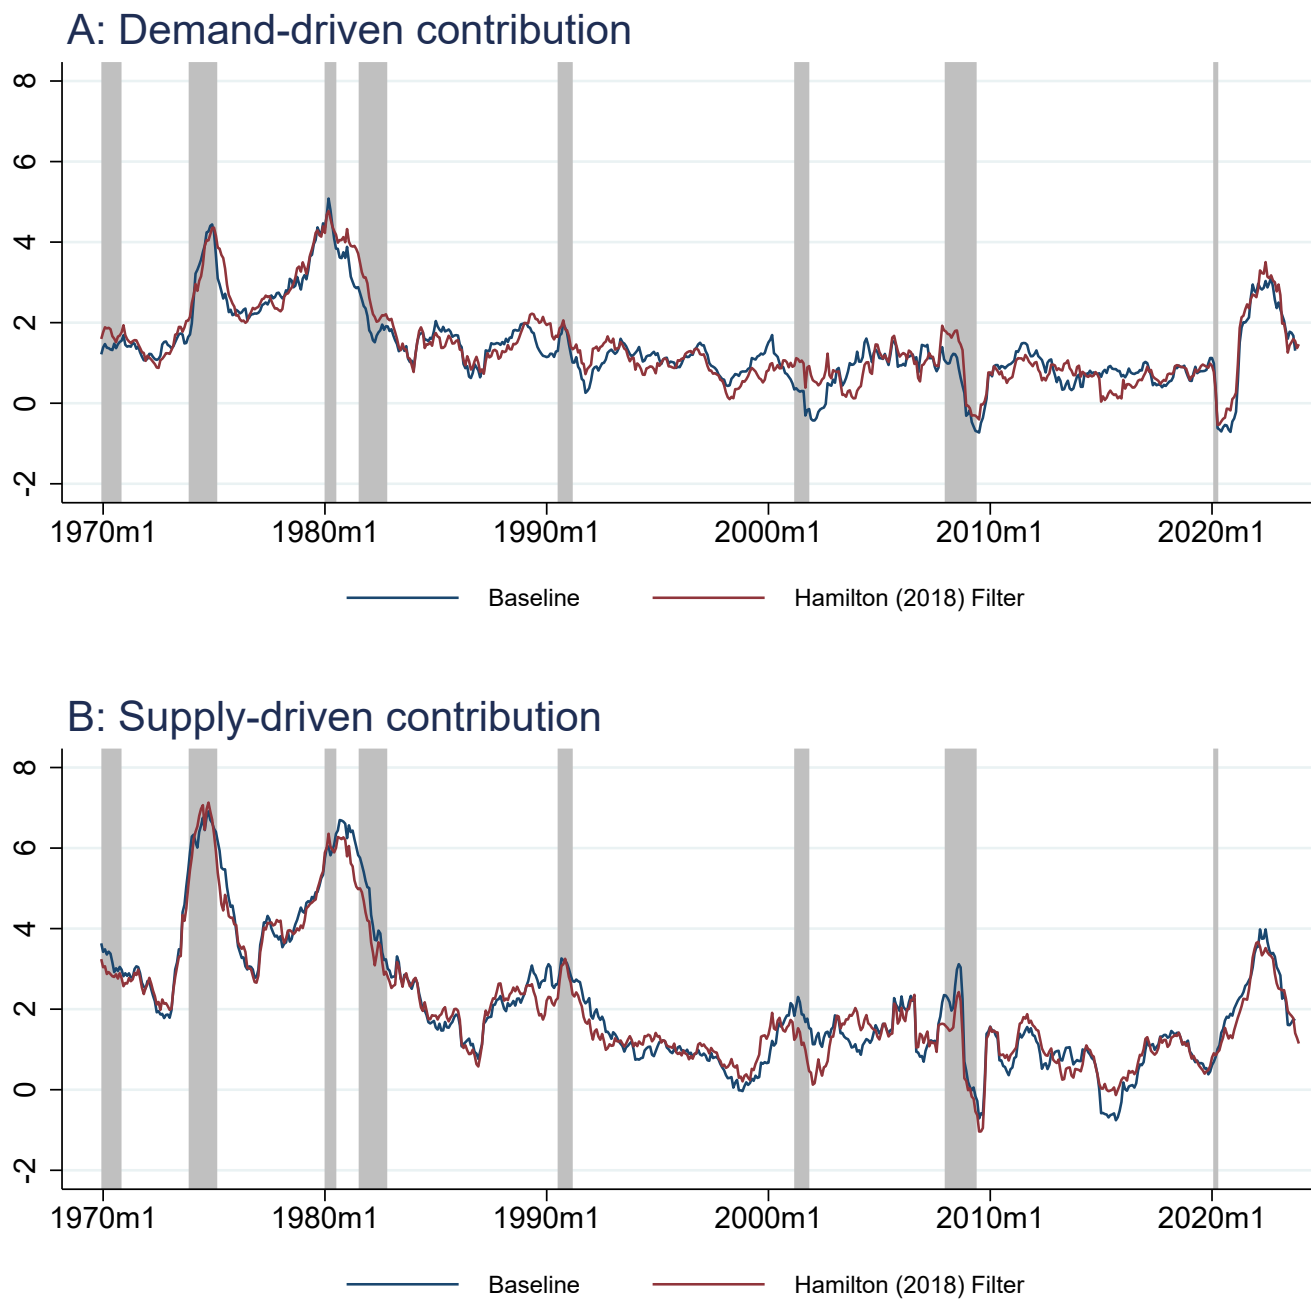 A: Demand-driven contribution
8
6
4
2
0
-2
1970m1 1980m1 1990m1 2000m1 2010m1 2020m1
Baseline Hamilton (2018) Filter
B: Supply-driven contribution
8
6
4
2
0
-2
1970m1 1980m1 1990m1 2000m1 2010m1 2020m1
Baseline Hamilton (2018) Filter